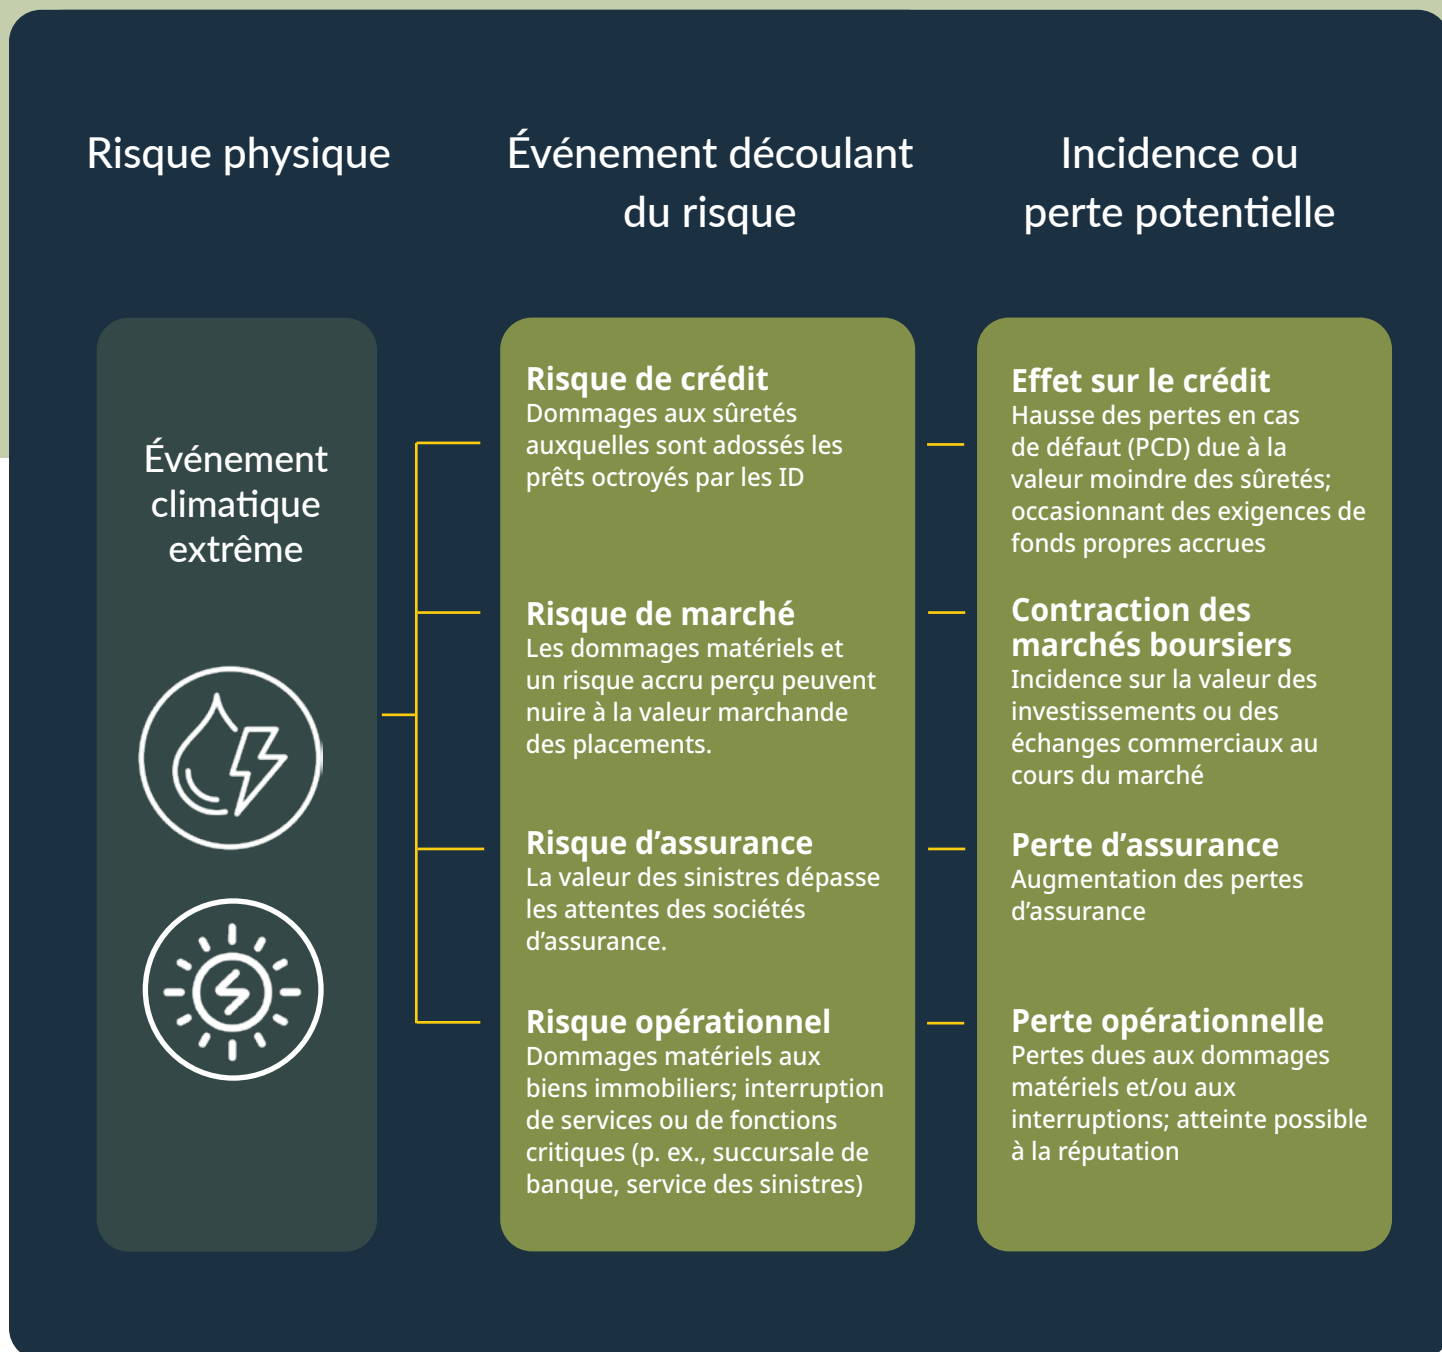 Risque physique
Événement découlant
du risque
Incidence ou
perte potentielle
Événement
climatique
extrême
Risque de crédit
Dommages aux sûretés
auxquelles sont adossés les
prêts octroyés par les ID
Risque de marché
Les dommages matériels et
un risque accru perçu peuvent
nuire à la valeur marchande
des placements.
Risque d’assurance
La valeur des sinistres dépasse
les attentes des sociétés
d’assurance.
Risque opérationnel
Dommages matériels aux
biens immobiliers; interruption
de services ou de fonctions
critiques (p. ex., succursale de
banque, service des sinistres)
Effet sur le crédit
Hausse des pertes en cas
de défaut (PCD) due à la
valeur moindre des sûretés;
occasionnant des exigences de
fonds propres accrues
Contraction des
marchés boursiers
Incidence sur la valeur des
investissements ou des
échanges commerciaux au
cours du marché
Perte d’assurance
Augmentation des pertes
d’assurance
Perte opérationnelle
Pertes dues aux dommages
matériels et/ou aux
interruptions; atteinte possible
à la réputation